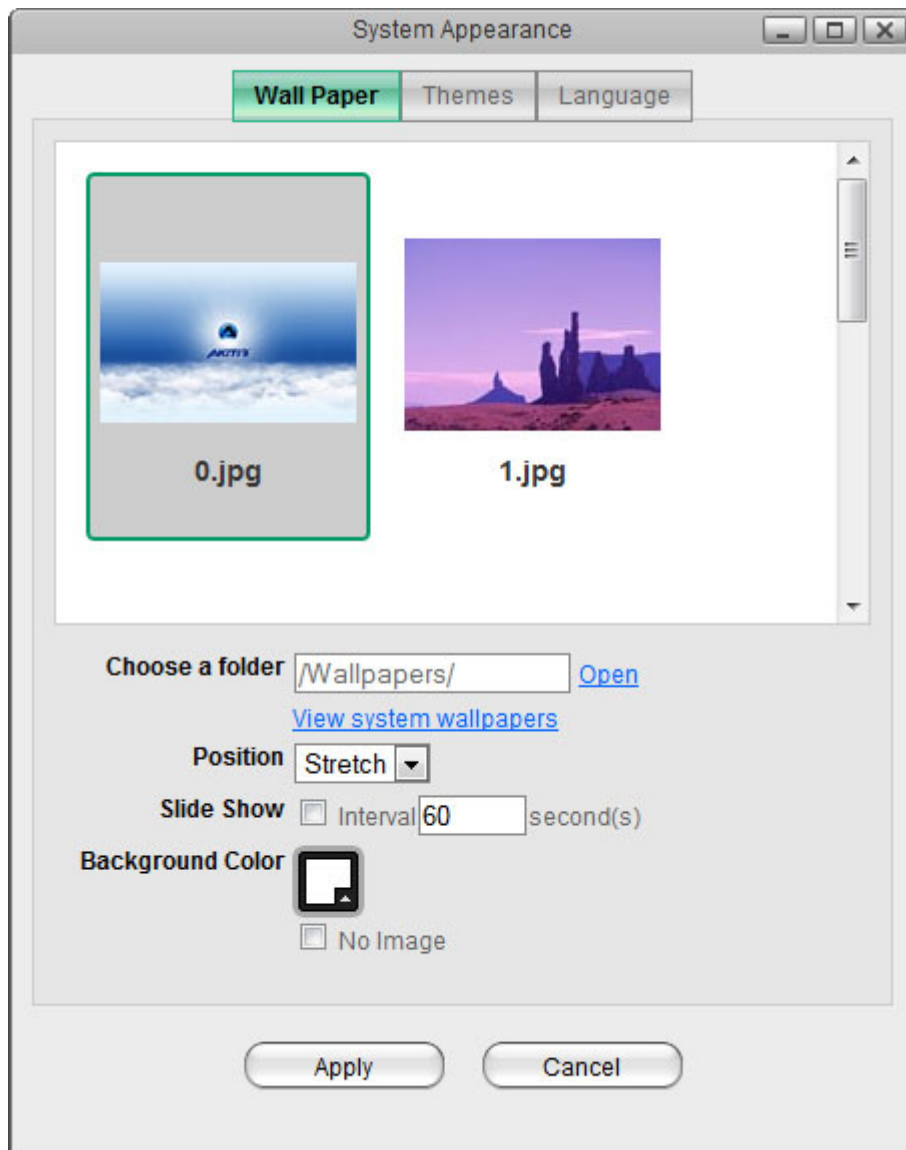 System Appearance
Wall Paper Themes Language
AKiTiO
0.jpg 1.jpg
Choose a folder /Wallpapers/ Open
View system wallpapers
Position Stretch
Slide Show Interval 60 second(s)
Background Color
No Image
Apply Cancel